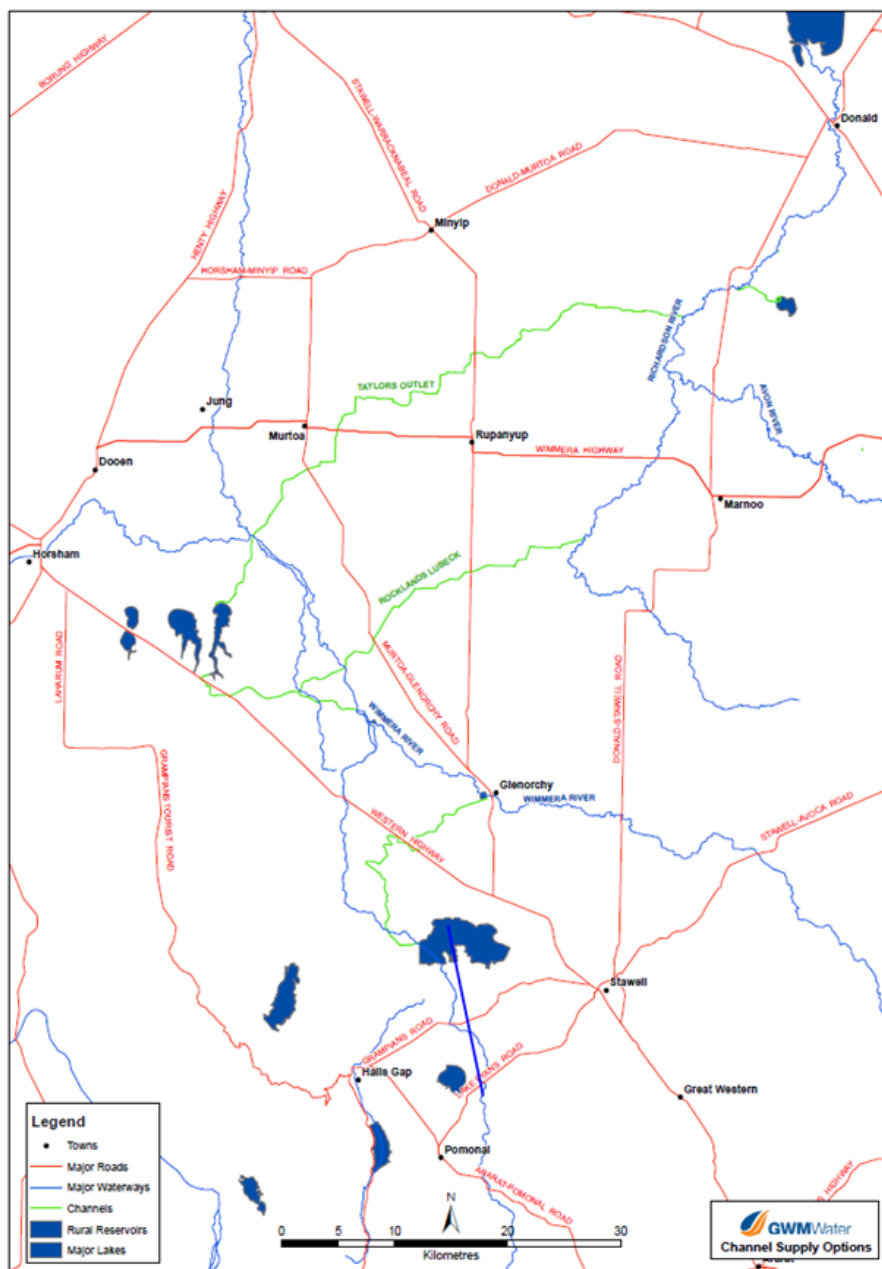 BORUNG HIGHWAY
STAWELL-WARRACKNABEAL ROAD
Donald
DONALD-MURTOA ROAD
HENTY HIGHWAY
Minyip
HORSHAM-MINYIP ROAD
RICHARDSON RIVER
TAYLORS OUTLET
AVON RIVER
Jung
Murtoa
Rupanyup
WIMMERA HIGHWAY
Dooen
Marnoo
Horsham
ROCKLANDS LUBECK
LAHARUM ROAD
MURTOA-GLENORCHY ROAD
DONALD-STAWELL ROAD
WIMMERA RIVER
GRAMPIANS TOURIST ROAD
Glenorchy
WIMMERA RIVER
STAWELL-AVOCA ROAD
WESTERN HIGHWAY
Stawell
GRAMPIANS ROAD
Halls Gap
Great Western
Pomonal
ARARAT-POMONAL ROAD
HIGHWAY
Legend
Towns
Major Roads
Major Waterways
Channels
Rural Reservoirs
Major Lakes
N
0 5 10 20 30
Kilometres
GWMWater
Channel Supply Options